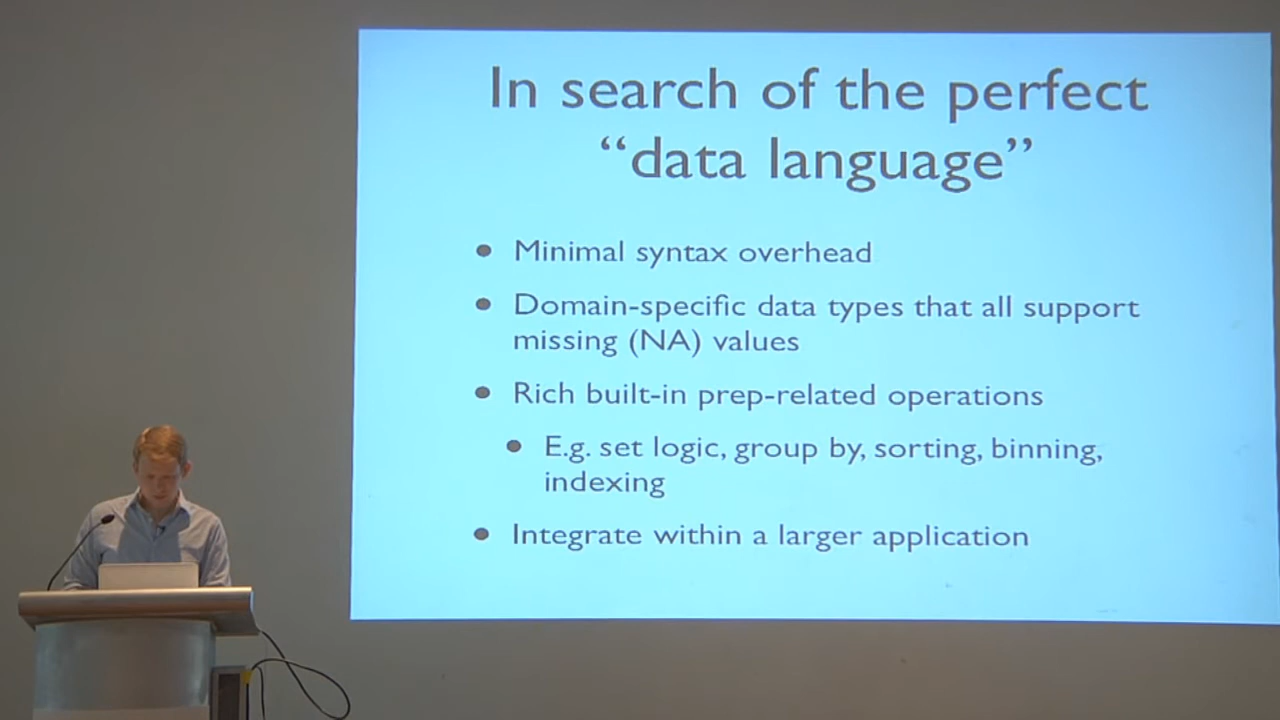 In search of the perfect
“data language”
• Minimal syntax overhead
• Domain-specific data types that all support
missing (NA) values
• Rich built-in prep-related operations
• E.g. set logic, group by, sorting, binning,
indexing
• Integrate within a larger application